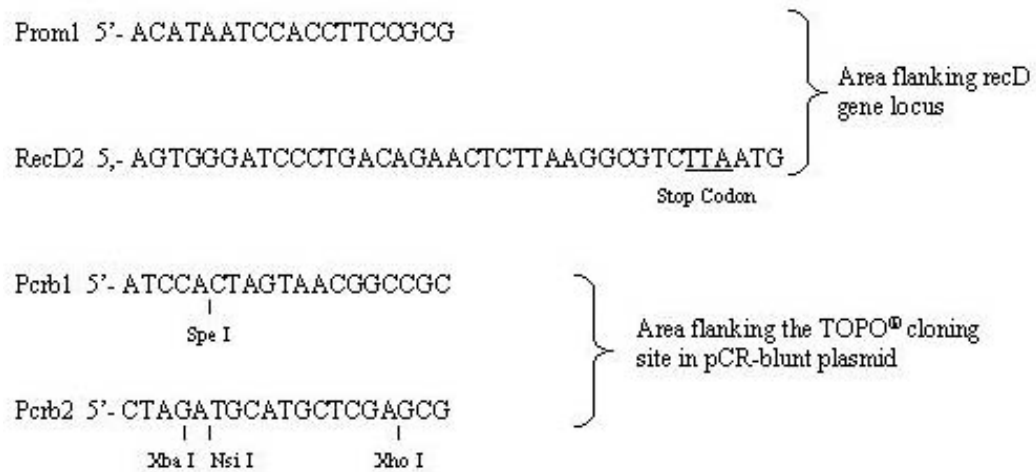 Prom1 5'- ACATAATCCACCTTCCGCG
Area flanking recD
gene locus
RecD2 5,- AGTGGGATCCCTGACAGAACTCTTAAGGCGTCTTAATG
Stop Codon
Pcrb1 5'- ATCCACTAGTAACGGCCGC
Spe I
Area flanking the TOPO® cloning
site in pCR-blunt plasmid
Pcrb2 5'- CTAGATGCATGCTCGAGCG
Xba I Nsi I Xho I